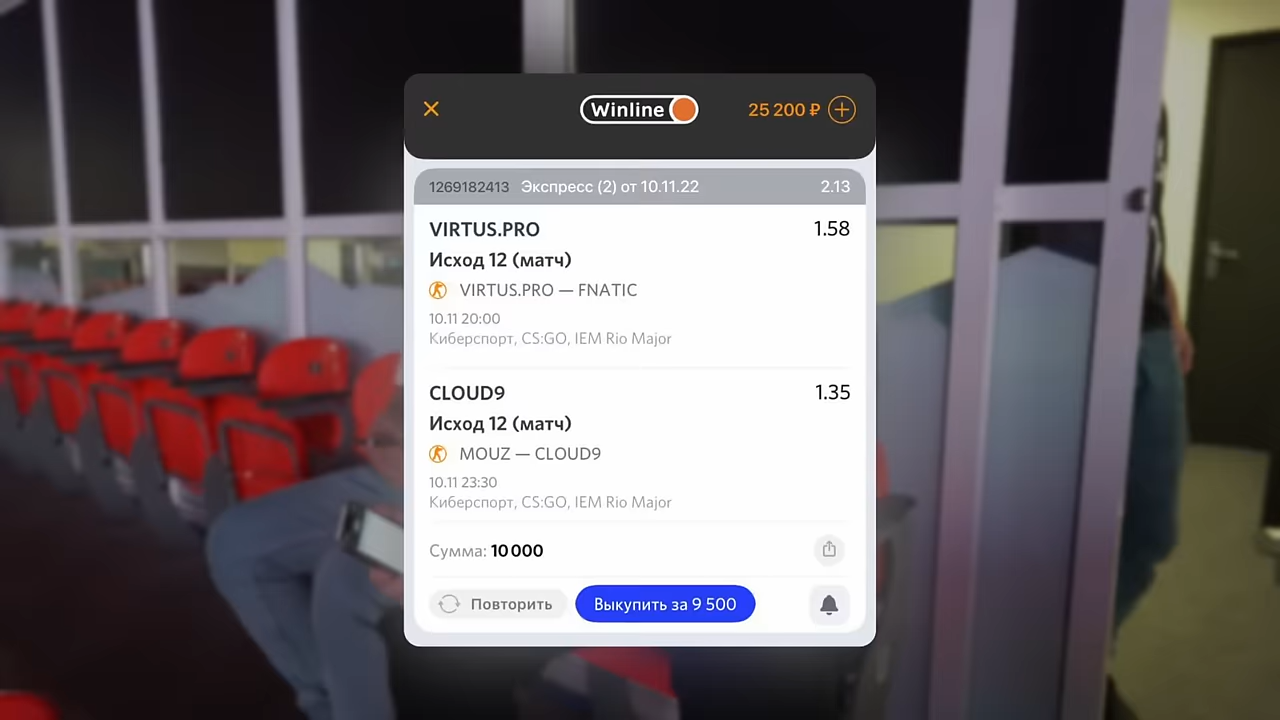 Winline
25 200 ₽
1269182413 Экспресс (2) от 10.11.22 2.13
VIRTUS.PRO 1.58
Исход 12 (матч)
VIRTUS.PRO — FNATIC
10.11 20:00
Киберспорт, CS:GO, IEM Rio Major
CLOUD9 1.35
Исход 12 (матч)
MOUZ — CLOUD9
10.11 23:30
Киберспорт, CS:GO, IEM Rio Major
Сумма: 10 000
Повторить Выкупить за 9 500